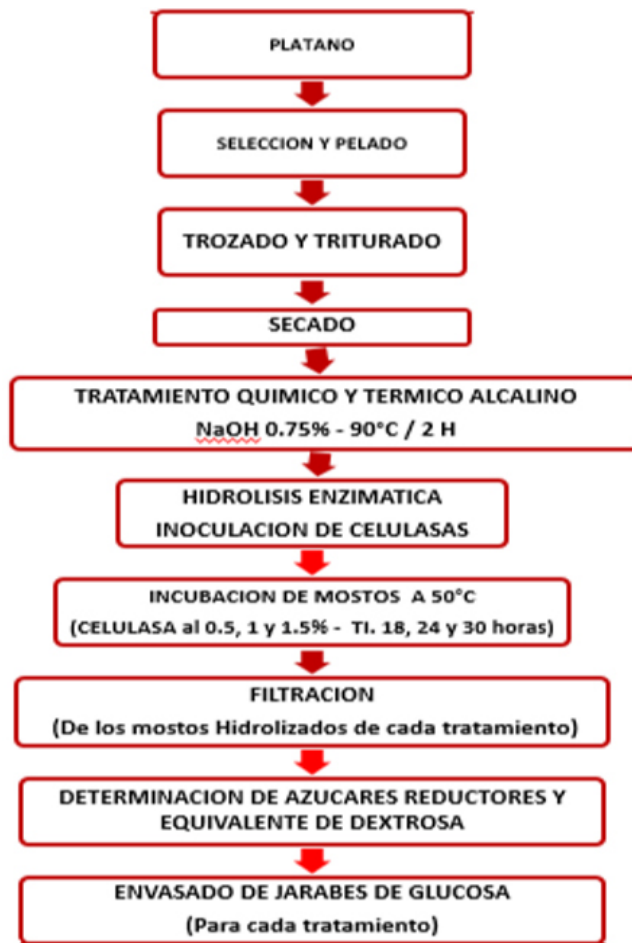 PLATANO
SELECCION Y PELADO
TROZADO Y TRITURADO
SECADO
TRATAMIENTO QUIMICO Y TERMICO ALCALINO
NaOH 0.75% - 90°C / 2 H
HIDROLISIS ENZIMATICA
INOCULACION DE CELULASAS
INCUBACION DE MOSTOS A 50°C
(CELULASA al 0.5, 1 y 1.5% - TI. 18, 24 y 30 horas)
FILTRACION
(De los mostos Hidrolizados de cada tratamiento)
DETERMINACION DE AZUCARES REDUCTORES Y
EQUIVALENTE DE DEXTROSA
ENVASADO DE JARABES DE GLUCOSA
(Para cada tratamiento)